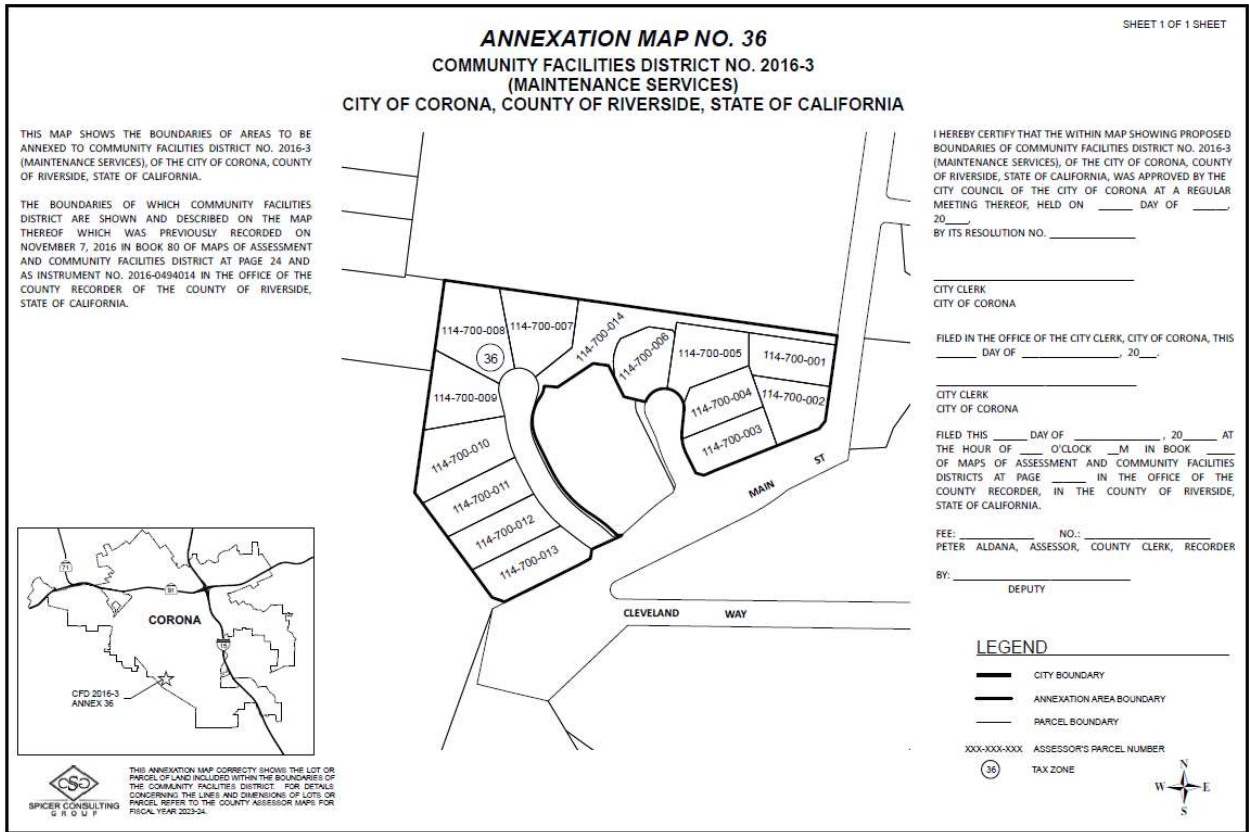 SHEET 1 OF 1 SHEET
ANNEXATION MAP NO. 36
COMMUNITY FACILITIES DISTRICT NO. 2016-3
(MAINTENANCE SERVICES)
CITY OF CORONA, COUNTY OF RIVERSIDE, STATE OF CALIFORNIA
THIS MAP SHOWS THE BOUNDARIES OF AREAS TO BE
ANNEXED TO COMMUNITY FACILITIES DISTRICT NO. 2016-3
(MAINTENANCE SERVICES), OF THE CITY OF CORONA, COUNTY
OF RIVERSIDE, STATE OF CALIFORNIA.
THE BOUNDARIES OF WHICH COMMUNITY FACILITIES
DISTRICT ARE SHOWN AND DESCRIBED ON THE MAP
THEREOF WHICH WAS PREVIOUSLY RECORDED ON
NOVEMBER 7, 2016 IN BOOK 80 OF MAPS OF ASSESSMENT
AND COMMUNITY FACILITIES DISTRICT AT PAGE 24 AND
AS INSTRUMENT NO. 2016-0494014 IN THE OFFICE OF THE
COUNTY RECORDER OF THE COUNTY OF RIVERSIDE,
STATE OF CALIFORNIA.
114-700-008
114-700-007
114-700-014
114-700-006
114-700-005
114-700-001
36
114-700-009
114-700-004
114-700-002
114-700-003
114-700-010
114-700-011
114-700-012
114-700-013
MAIN ST
CLEVELAND WAY
I HEREBY CERTIFY THAT THE WITHIN MAP SHOWING PROPOSED
BOUNDARIES OF COMMUNITY FACILITIES DISTRICT NO. 2016-3
(MAINTENANCE SERVICES), OF THE CITY OF CORONA, COUNTY
OF RIVERSIDE, STATE OF CALIFORNIA, WAS APPROVED BY THE
CITY COUNCIL OF THE CITY OF CORONA AT A REGULAR
MEETING THEREOF, HELD ON ______ DAY OF ______,
20____,
BY ITS RESOLUTION NO. ______________
CITY CLERK
CITY OF CORONA
FILED IN THE OFFICE OF THE CITY CLERK, CITY OF CORONA, THIS
______ DAY OF ________________, 20___.
CITY CLERK
CITY OF CORONA
FILED THIS _____ DAY OF ______________, 20_____ AT
THE HOUR OF ____ O'CLOCK __M IN BOOK _____
OF MAPS OF ASSESSMENT AND COMMUNITY FACILITIES
DISTRICTS AT PAGE _____ IN THE OFFICE OF THE
COUNTY RECORDER, IN THE COUNTY OF RIVERSIDE,
STATE OF CALIFORNIA.
FEE: ____________ NO.: ____________________
PETER ALDANA, ASSESSOR, COUNTY CLERK, RECORDER
BY: _____________________________
DEPUTY
LEGEND
CITY BOUNDARY
ANNEXATION AREA BOUNDARY
PARCEL BOUNDARY
XXX-XXX-XXX ASSESSOR'S PARCEL NUMBER
36 TAX ZONE
N
W E
S
71
91
CORONA
15
CFD 2016-3
ANNEX 36
CSG
SPICER CONSULTING
GROUP
THIS ANNEXATION MAP CORRECTY SHOWS THE LOT OR
PARCEL OF LAND INCLUDED WITHIN THE BOUNDARIES OF
THE COMMUNITY FACILITIES DISTRICT. FOR DETAILS
CONCERNING THE LINES AND DIMENSIONS OF LOTS OR
PARCEL REFER TO THE COUNTY ASSESSOR MAPS FOR
FISCAL YEAR 2023-24.